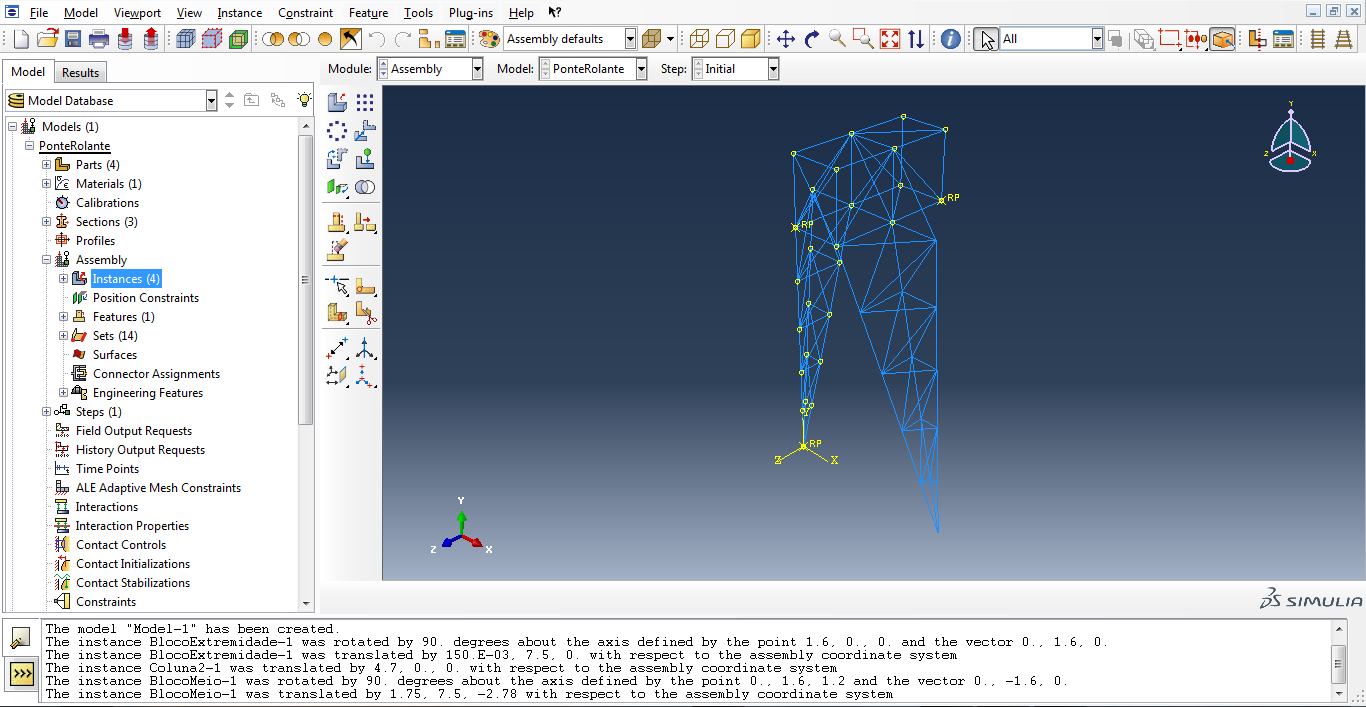 File Model Viewport View Instance Constraint Feature Tools Plug-ins Help
Assembly defaults
All
Model Results
Module: Assembly Model: PonteRolante Step: Initial
Model Database
Models (1)
PonteRolante
Parts (4)
Materials (1)
Calibrations
Sections (3)
Profiles
Assembly
Instances (4)
Position Constraints
Features (1)
Sets (14)
Surfaces
Connector Assignments
Engineering Features
Steps (1)
Field Output Requests
History Output Requests
Time Points
ALE Adaptive Mesh Constraints
Interactions
Interaction Properties
Contact Controls
Contact Initializations
Contact Stabilizations
Constraints
Y
Z X
RP
RP
Y
RP
Z X
Y
Z X
SIMULIA
The model "Model-1" has been created.
The instance BlocoExtremidade-1 was rotated by 90. degrees about the axis defined by the point 1.6, 0., 0. and the vector 0., 1.6, 0.
The instance BlocoExtremidade-1 was translated by 150.E-03, 7.5, 0. with respect to the assembly coordinate system
The instance Coluna2-1 was translated by 4.7, 0., 0. with respect to the assembly coordinate system
The instance BlocoMeio-1 was rotated by 90. degrees about the axis defined by the point 0., 1.6, 1.2 and the vector 0., -1.6, 0.
The instance BlocoMeio-1 was translated by 1.75, 7.5, -2.78 with respect to the assembly coordinate system